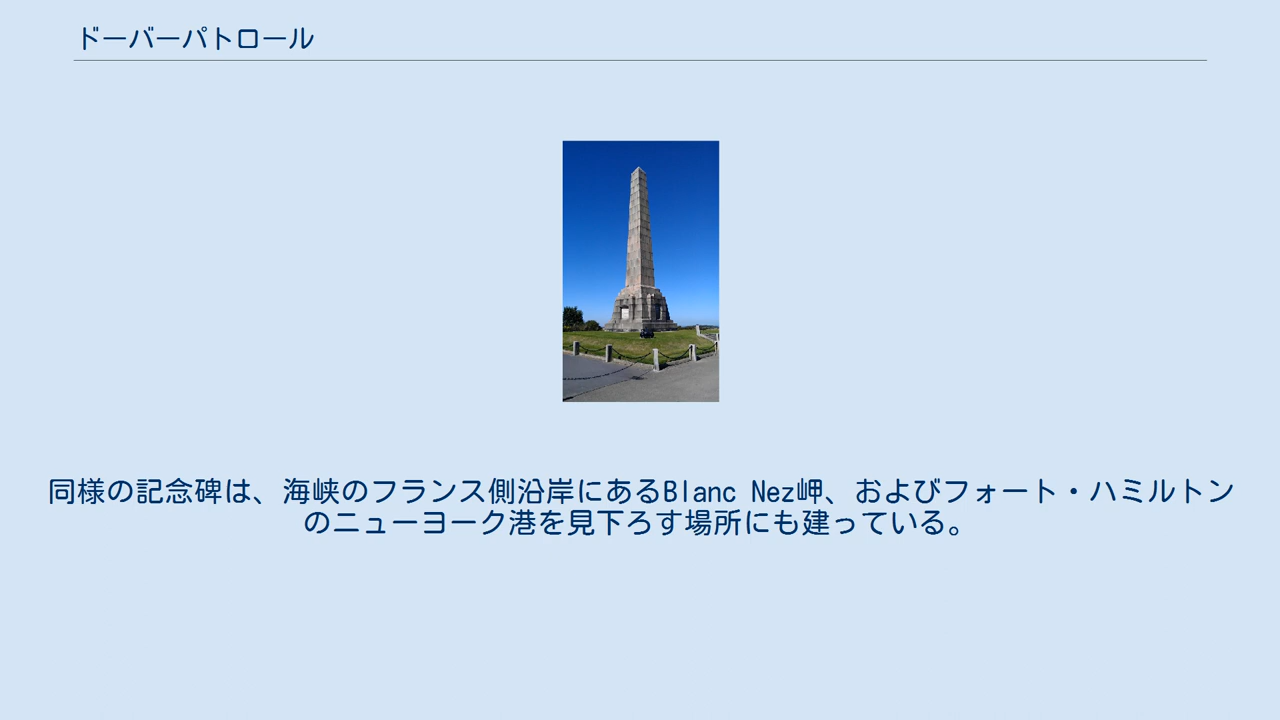 ドーバーパトロール
同様の記念碑は、海峡のフランス側沿岸にあるBlanc Nez岬、およびフォート・ハミルトン
のニューヨーク港を見下ろす場所にも建っている。